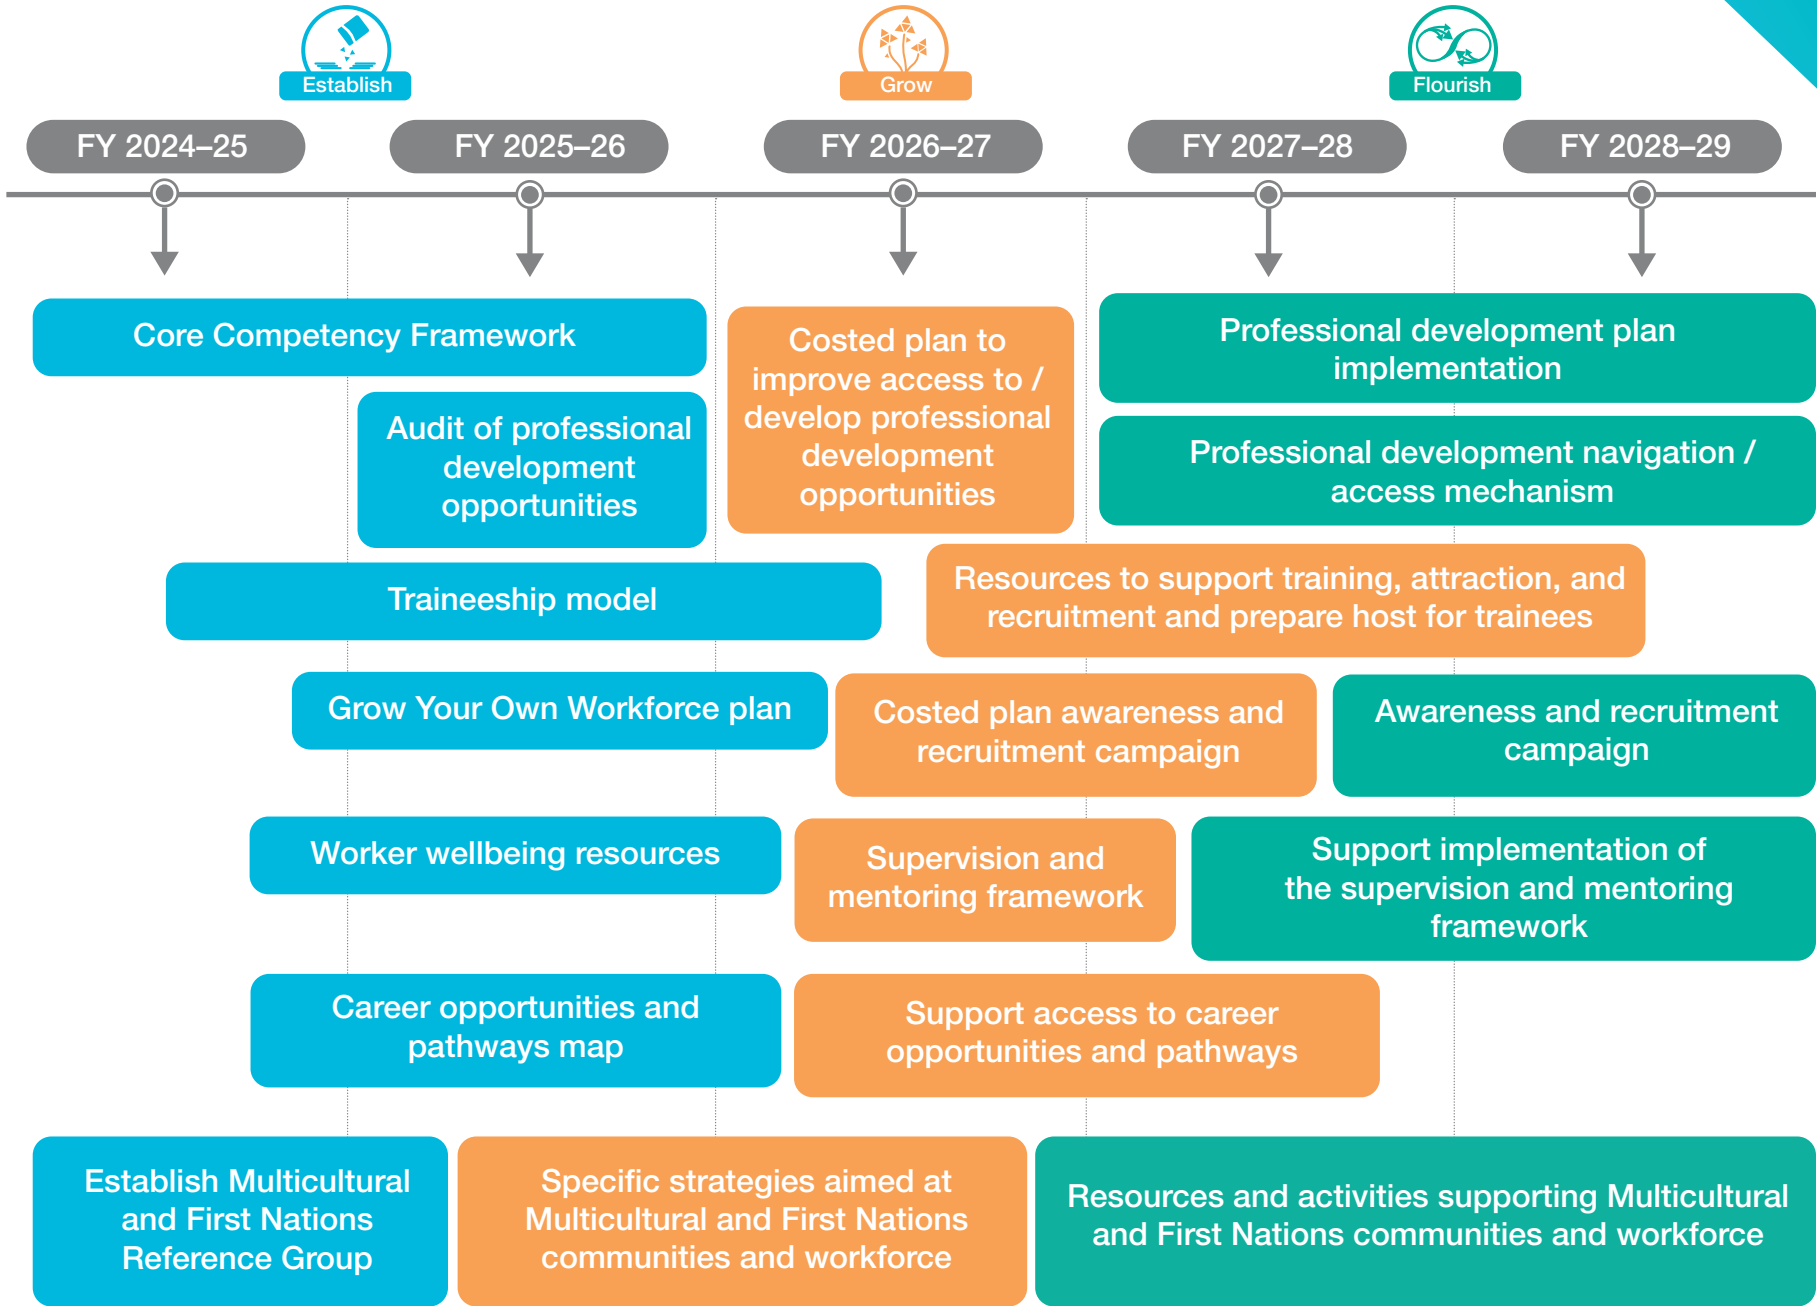 Establish
Grow
Flourish
FY 2024–25
FY 2025–26
FY 2026–27
FY 2027–28
FY 2028–29
Core Competency Framework
Audit of professional
development
opportunities
Costed plan to
improve access to /
develop professional
development
opportunities
Professional development plan
implementation
Professional development navigation /
access mechanism
Traineeship model
Resources to support training, attraction, and
recruitment and prepare host for trainees
Grow Your Own Workforce plan
Costed plan awareness and
recruitment campaign
Awareness and recruitment
campaign
Worker wellbeing resources
Supervision and
mentoring framework
Support implementation of
the supervision and mentoring
framework
Career opportunities and
pathways map
Support access to career
opportunities and pathways
Establish Multicultural
and First Nations
Reference Group
Specific strategies aimed at
Multicultural and First Nations
communities and workforce
Resources and activities supporting Multicultural
and First Nations communities and workforce